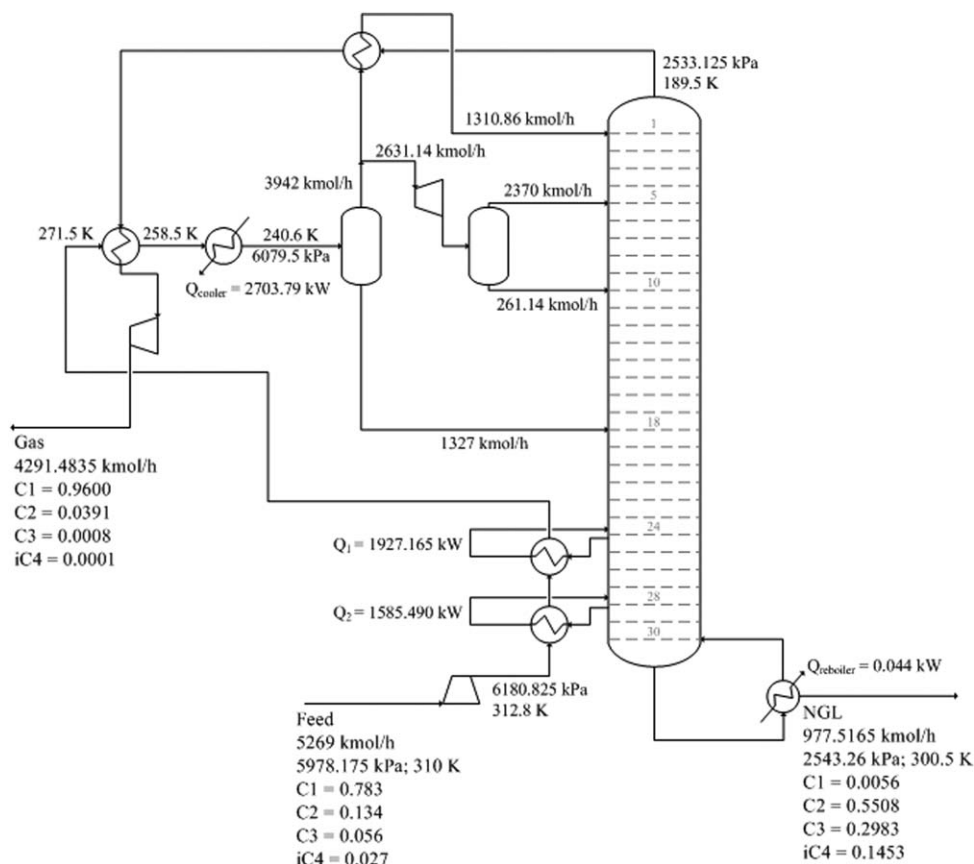 2533.125 kPa
189.5 K
1310.86 kmol/h
1
2631.14 kmol/h
3942 kmol/h
2370 kmol/h
5
271.5 K
258.5 K
240.6 K
6079.5 kPa
Qcooler = 2703.79 kW
10
261.14 kmol/h
18
1327 kmol/h
Gas
4291.4835 kmol/h
C1 = 0.9600
C2 = 0.0391
C3 = 0.0008
iC4 = 0.0001
24
Q1 = 1927.165 kW
28
Q2 = 1585.490 kW
30
Qreboiler = 0.044 kW
6180.825 kPa
312.8 K
Feed
5269 kmol/h
5978.175 kPa; 310 K
C1 = 0.783
C2 = 0.134
C3 = 0.056
iC4 = 0.027
NGL
977.5165 kmol/h
2543.26 kPa; 300.5 K
C1 = 0.0056
C2 = 0.5508
C3 = 0.2983
iC4 = 0.1453